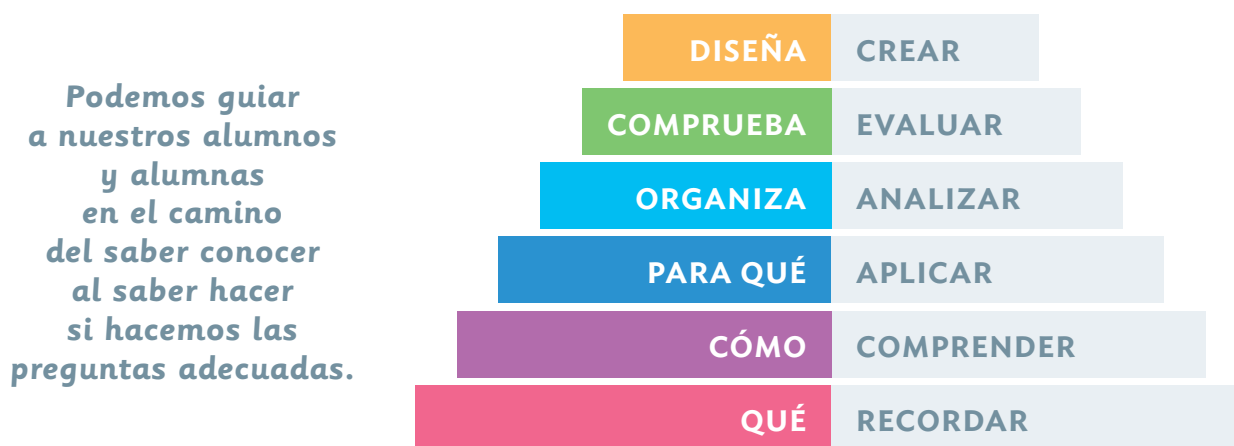 Podemos guiar
a nuestros alumnos
y alumnas
en el camino
del saber conocer
al saber hacer
si hacemos las
preguntas adecuadas.
DISEÑA CREAR
COMPRUEBA EVALUAR
ORGANIZA ANALIZAR
PARA QUÉ APLICAR
CÓMO COMPRENDER
QUÉ RECORDAR